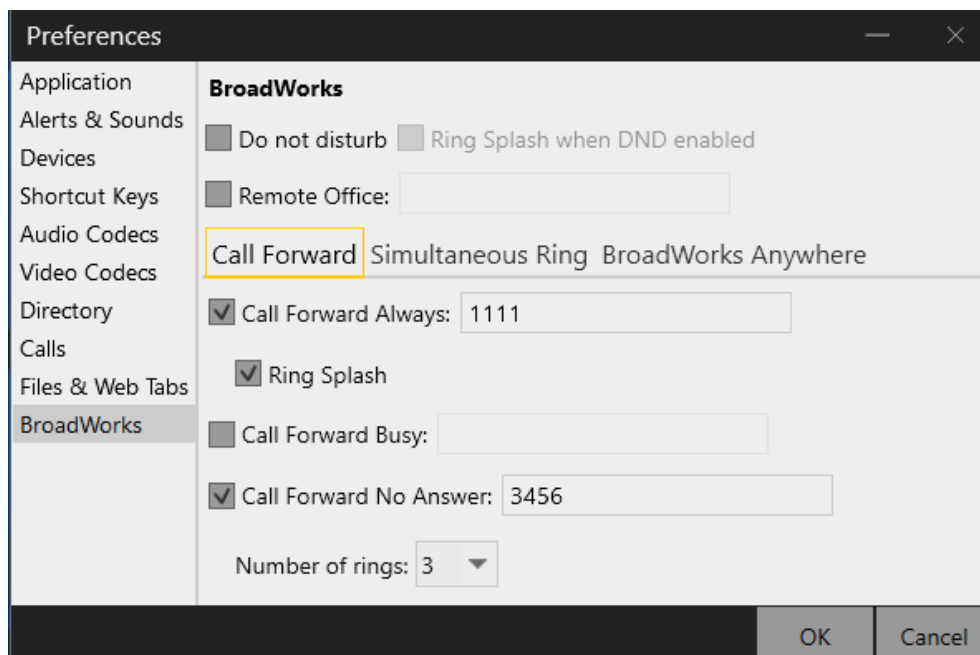 Preferences
Application
Alerts & Sounds
Devices
Shortcut Keys
Audio Codecs
Video Codecs
Directory
Calls
Files & Web Tabs
BroadWorks
BroadWorks
Do not disturb Ring Splash when DND enabled
Remote Office:
Call Forward Simultaneous Ring BroadWorks Anywhere
Call Forward Always: 1111
Ring Splash
Call Forward Busy:
Call Forward No Answer: 3456
Number of rings: 3
OK Cancel